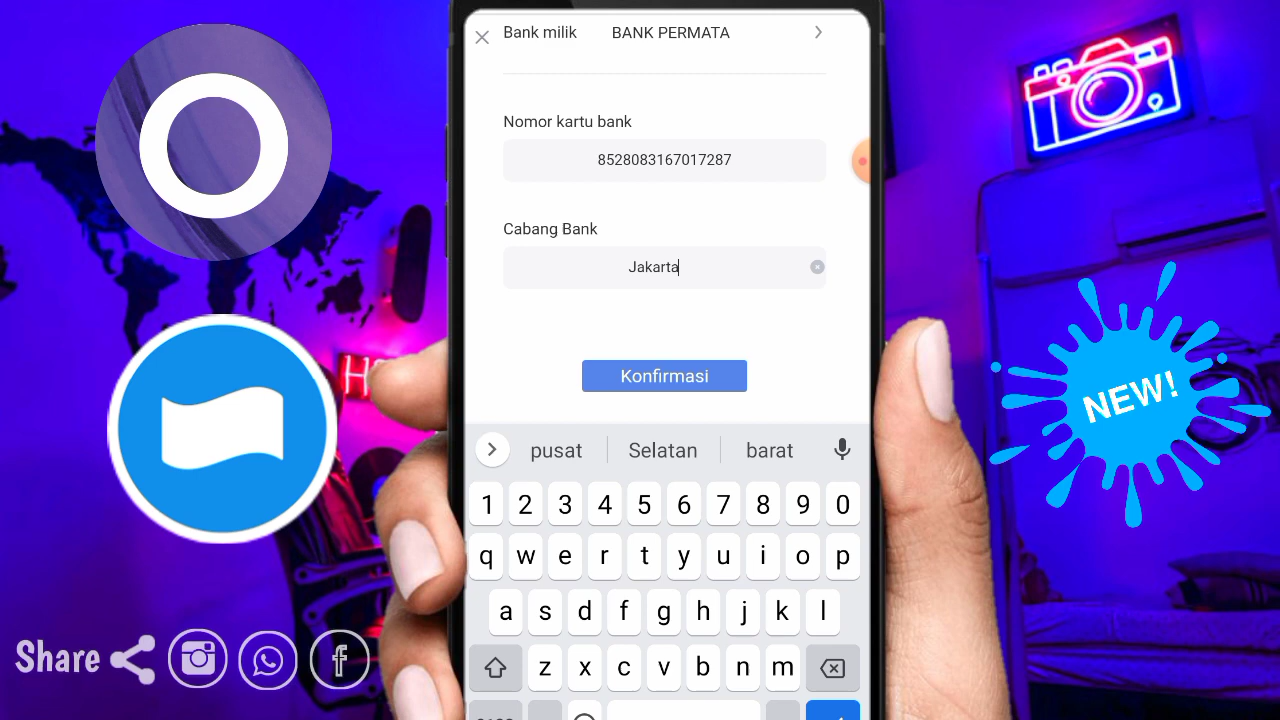 Bank milik BANK PERMATA
Nomor kartu bank
8528083167017287
Cabang Bank
Jakarta
Konfirmasi
pusat Selatan barat
1 2 3 4 5 6 7 8 9 0
q w e r t y u i o p
a s d f g h j k l
z x c v b n m
NEW!
Share